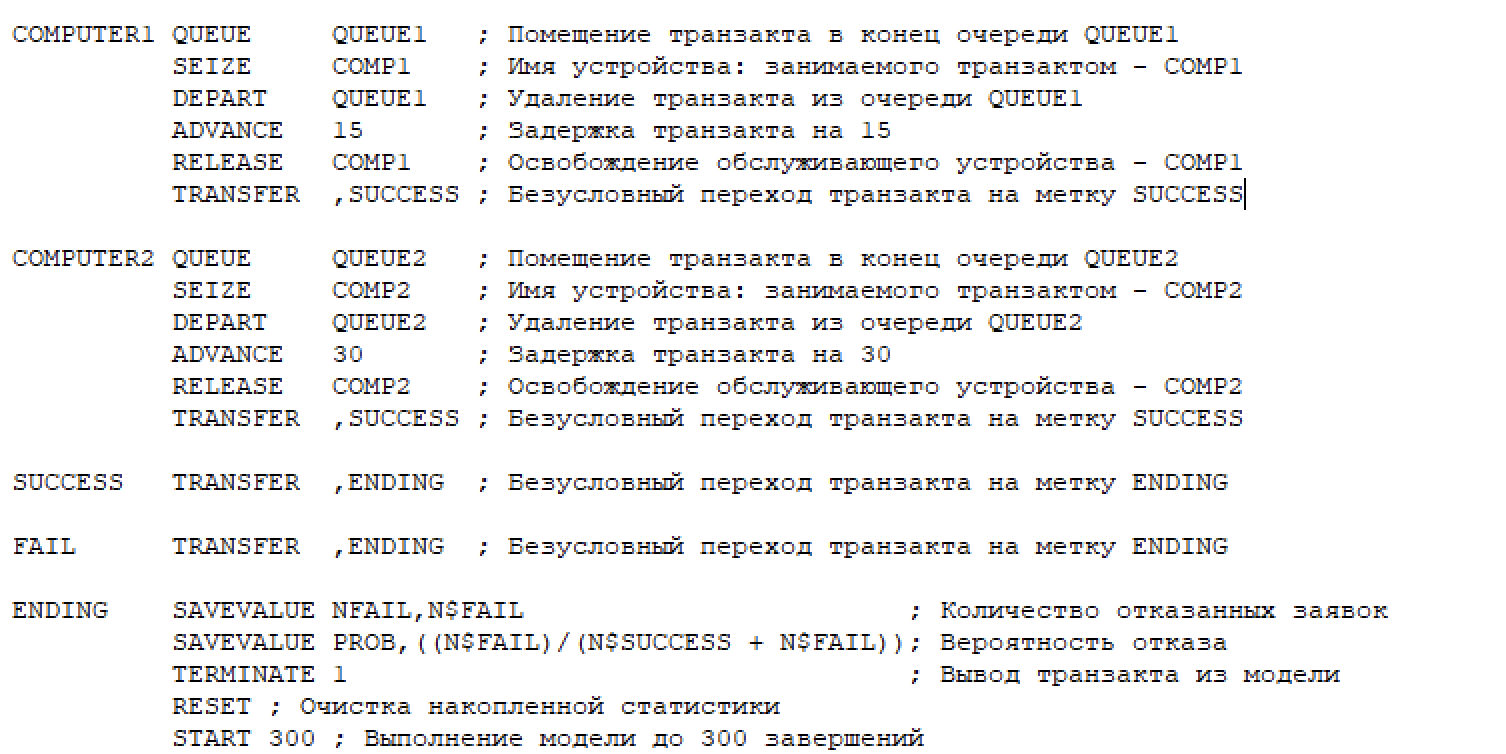 COMPUTER1 QUEUE     QUEUE1   ; Помещение транзакта в конец очереди QUEUE1
          SEIZE     COMP1    ; Имя устройства: занимаемого транзактом - COMP1
          DEPART    QUEUE1   ; Удаление транзакта из очереди QUEUE1
          ADVANCE   15       ; Задержка транзакта на 15
          RELEASE   COMP1    ; Освобождение обслуживающего устройства - COMP1
          TRANSFER  ,SUCCESS ; Безусловный переход транзакта на метку SUCCESS
COMPUTER2 QUEUE     QUEUE2   ; Помещение транзакта в конец очереди QUEUE2
          SEIZE     COMP2    ; Имя устройства: занимаемого транзактом - COMP2
          DEPART    QUEUE2   ; Удаление транзакта из очереди QUEUE2
          ADVANCE   30       ; Задержка транзакта на 30
          RELEASE   COMP2    ; Освобождение обслуживающего устройства - COMP2
          TRANSFER  ,SUCCESS ; Безусловный переход транзакта на метку SUCCESS
SUCCESS   TRANSFER  ,ENDING  ; Безусловный переход транзакта на метку ENDING
FAIL      TRANSFER  ,ENDING  ; Безусловный переход транзакта на метку ENDING
ENDING    SAVEVALUE NFAIL,N$FAIL                        ; Количество отказанных заявок
          SAVEVALUE PROB,((N$FAIL)/(N$SUCCESS + N$FAIL)); Вероятность отказа
          TERMINATE 1                                   ; Вывод транзакта из модели
          RESET ; Очистка накопленной статистики
          START 300 ; Выполнение модели до 300 завершений